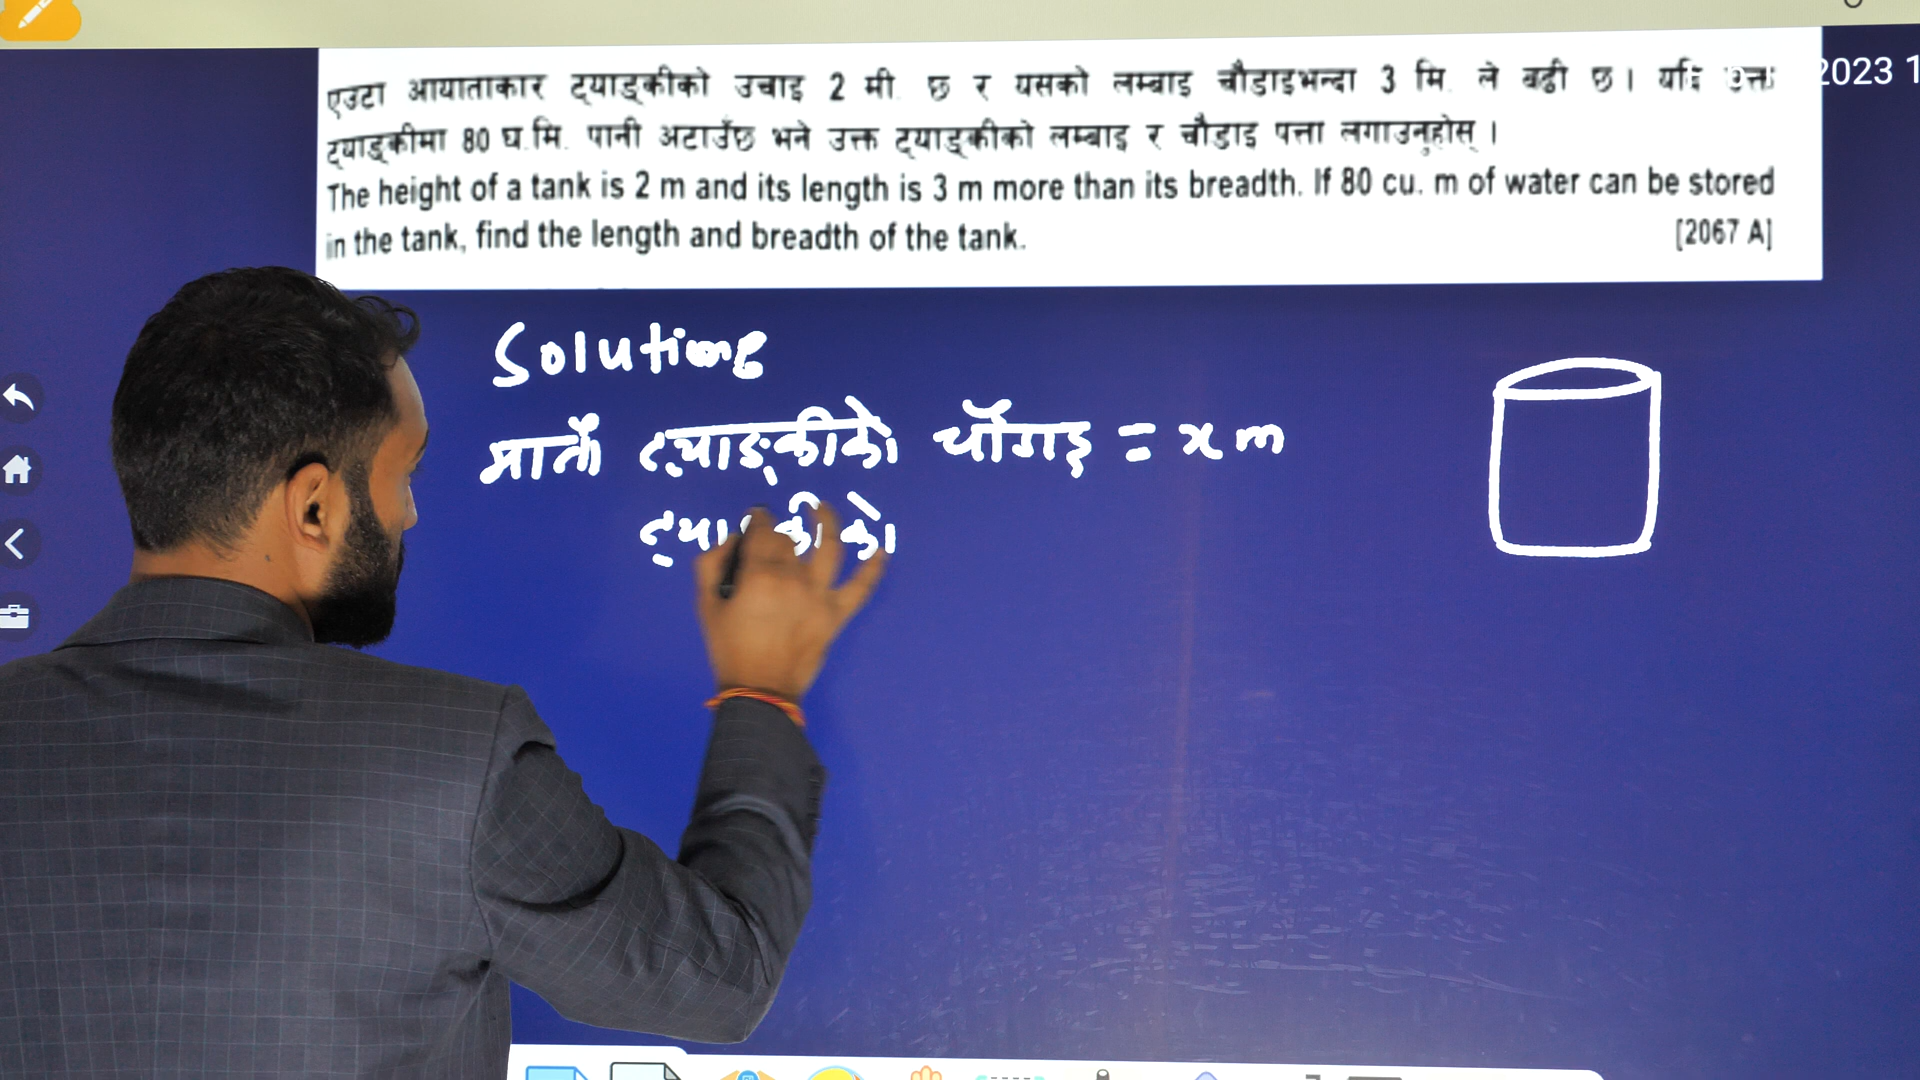 एउटा आयाताकार ट्याङ्कीको उचाइ 2 मी. छ र यसको लम्बाइ चौडाइभन्दा 3 मि. ले बढी छ। यदि उक्त
2023 1
ट्याङ्कीमा 80 घ.मि. पानी अटाउँछ भने उक्त ट्याङ्कीको लम्बाइ र चौडाइ पत्ता लगाउनुहोस्।
The height of a tank is 2 m and its length is 3 m more than its breadth. If 80 cu. m of water can be stored
in the tank, find the length and breadth of the tank. [2067 A]
Solution
मानौ ट्याङ्कीको = x m